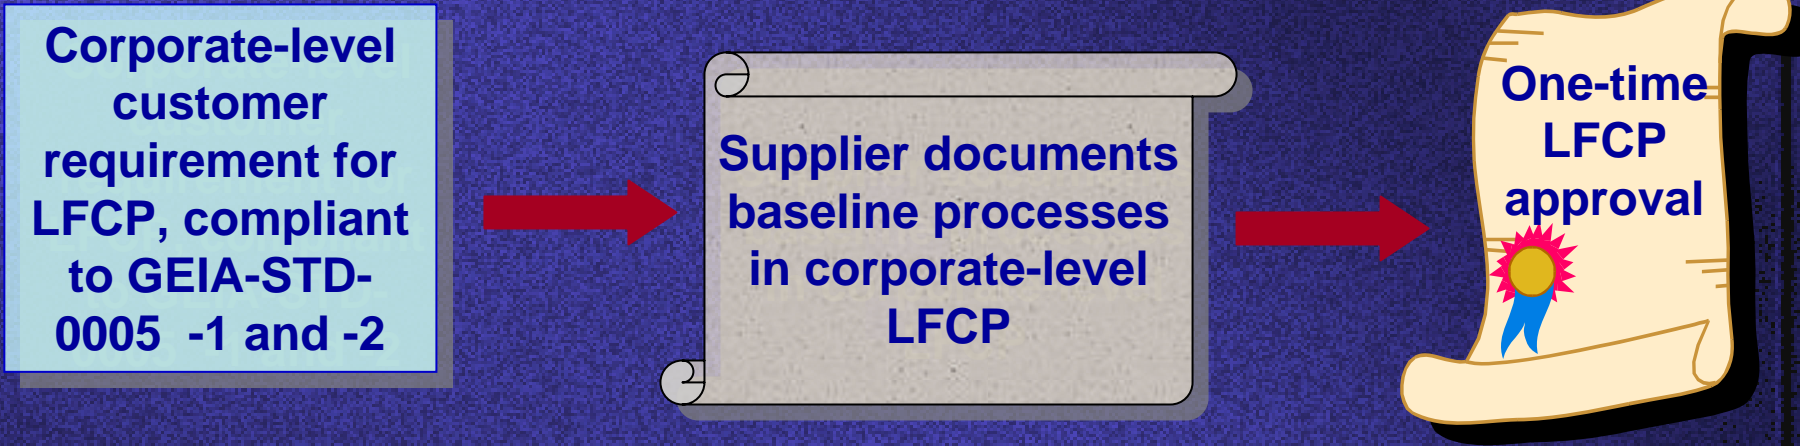 Corporate-level
customer
requirement for
LFCP, compliant
to GEIA-STD-
0005 -1 and -2
Supplier documents
baseline processes
in corporate-level
LFCP
One-time
LFCP
approval